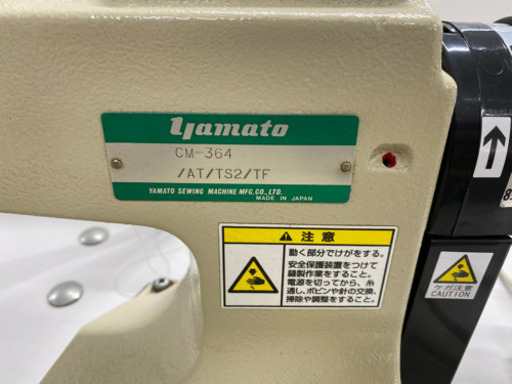 yamato
CM-364
/AT/TS2/TF
YAMATO SEWING MACHINE MFG.CO.,LTD.
MADE IN JAPAN
注意
動く部分でけがをする。
安全保護装置をつけて
縫製作業をすること。
電源を切ってから、糸
通し、ボビンや針の交換、
掃除や調整をすること。
ケガ注意
CAUTION